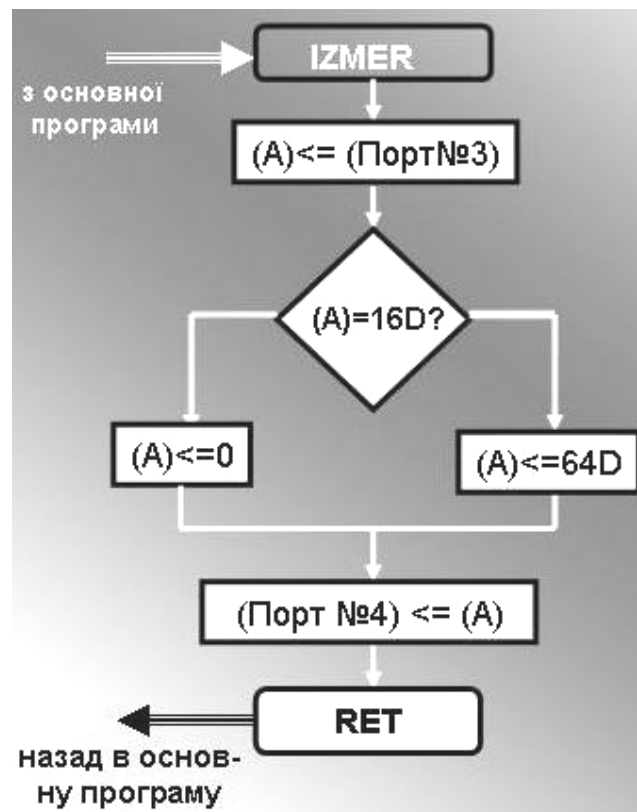 IZMER
з основної
програми
(A)<= (Порт№3)
(A)=16D?
(A)<=0
(A)<=64D
(Порт №4) <= (A)
RET
назад в основ-
ну програму